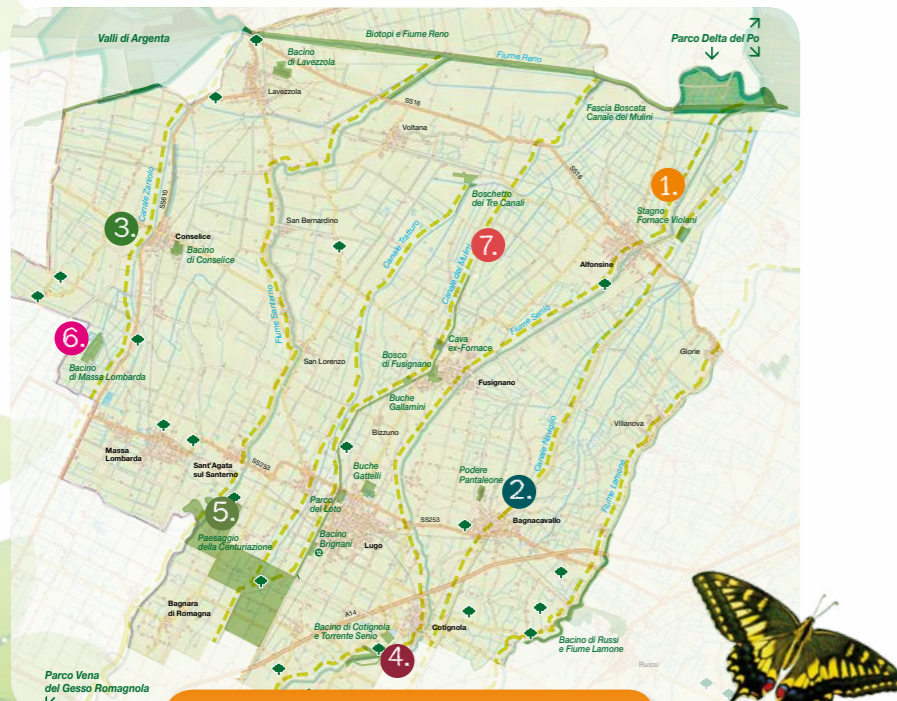 Valli di Argenta
Biotopi e Fiume Reno
Parco Delta del Po
Bacino
di Lavezzola
Fiume Reno
Lavezzola
SS16
Fascia Boscata
Canale dei Mulini
Voltana
SS16
Canale Zaniolo
SS610
1.
Boschetto
dei Tre Canali
Stagno
Fornace Violani
San Bernardino
3.
Conselice
Bacino
di Conselice
Canale Tratturo
7.
Canale dei Mulini
Alfonsine
Fiume Santerno
Fiume Senio
6.
Bacino
di Massa Lombarda
Cava
ex-Fornace
Bosco
di Fusignano
San Lorenzo
Glorie
Fusignano
Buche
Gallamini
Villanova
Bizzuno
Canale Naviglio
Massa
Lombarda
Sant'Agata
sul Santerno
SS253
Buche
Gattelli
Podere
Pantaleone
2.
Fiume Lamone
Parco
del Loto
5.
SS253
Bagnacavallo
Paesaggio
della Centuriazione
Bacino
Brignani
12
Lugo
Bagnara
di Romagna
A14
Bacino di Cotignola
e Torrente Senio
Cotignola
Bacino di Russi
e Fiume Lamone
4.
Russi
Parco Vena
del Gesso Romagnola